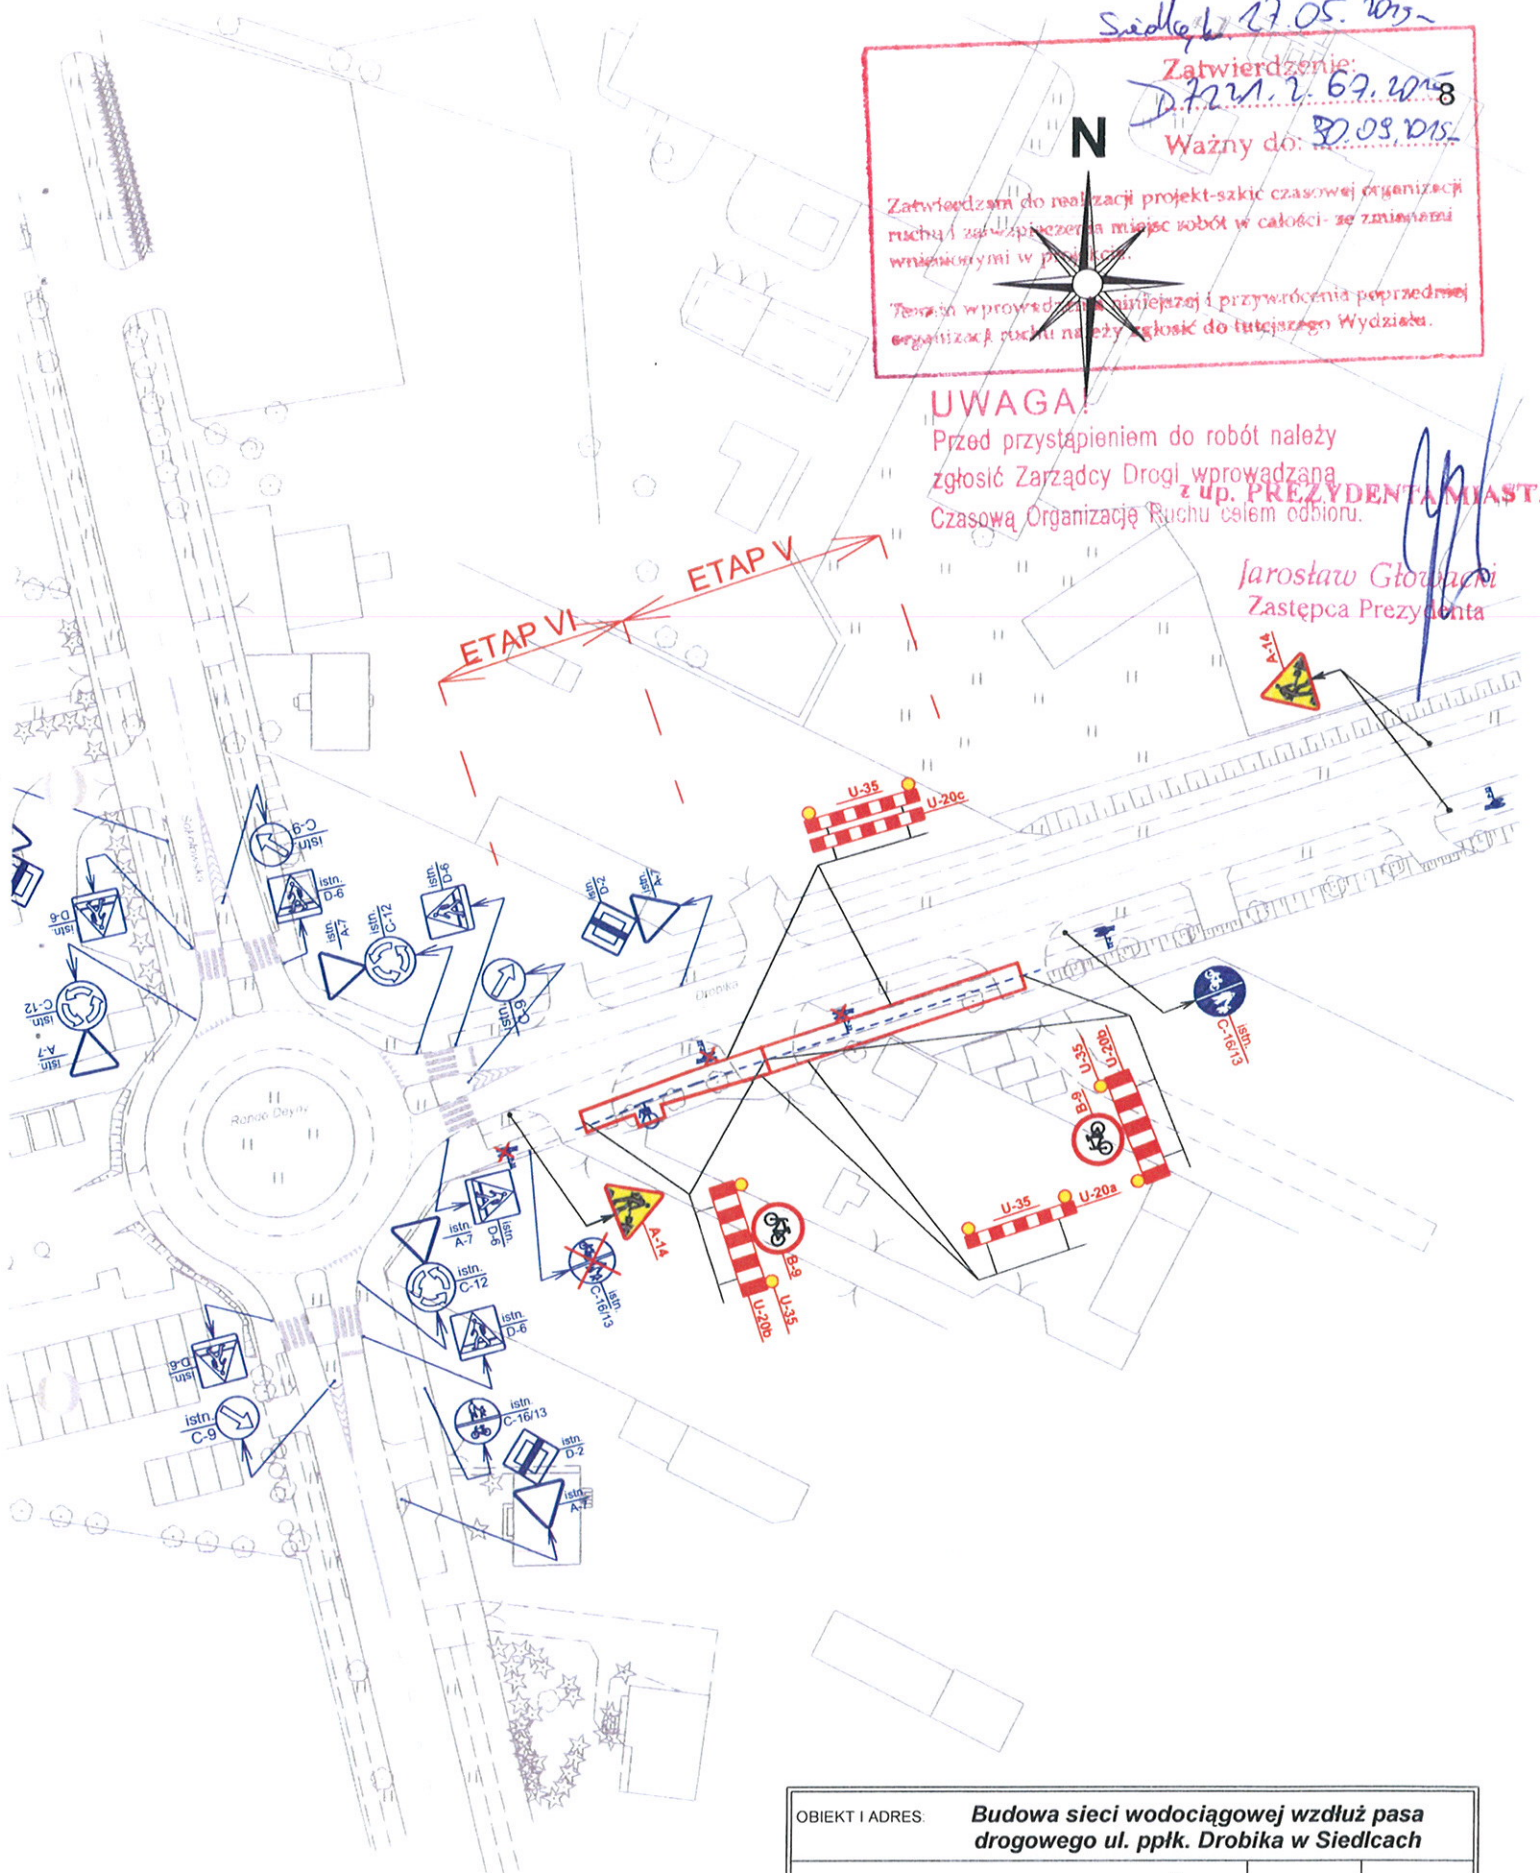 Zatwierdzenie:
D7221.2.67.2015
8
N
Ważny do: 30.09.2015
Zatwierdzam do realizacji projekt-szkic czasowej organizacji
ruchu i zabezpieczenia miejsc robót w całości- ze zmianami
wniesionymi w projekcie.
Termin wprowadzenia niniejszej i przywrócenia poprzedniej
organizacji ruchu należy zgłosić do tutejszego Wydziału.
UWAGA!
Przed przystąpieniem do robót należy
zgłosić Zarządcy Drogi wprowadzaną
Czasową Organizację Ruchu celem odbioru.
z up. PREZYDENTA MIASTA
Jarosław Głowacki
Zastępca Prezydenta
ETAP V
ETAP VI
A-14
U-35
U-20c
Sokołowska
istn.
C-9
istn.
D-6
istn.
A-7
istn.
C-12
istn.
D-6
istn.
D-2
istn.
A-7
istn.
D-6
istn.
C-12
istn.
A-7
istn.
C-9
Drobika
istn.
C-16/13
Rondo Deyny
U-35
U-20b
B-9
U-35
U-20a
A-14
B-9
U-35
U-20b
istn.
C-16/13
istn.
A-7
istn.
D-6
istn.
C-12
istn.
D-6
istn.
D-6
istn.
C-9
istn.
C-16/13
istn.
D-2
istn.
A-7
OBIEKT I ADRES: Budowa sieci wodociągowej wzdłuż pasa
drogowego ul. ppłk. Drobika w Siedlcach